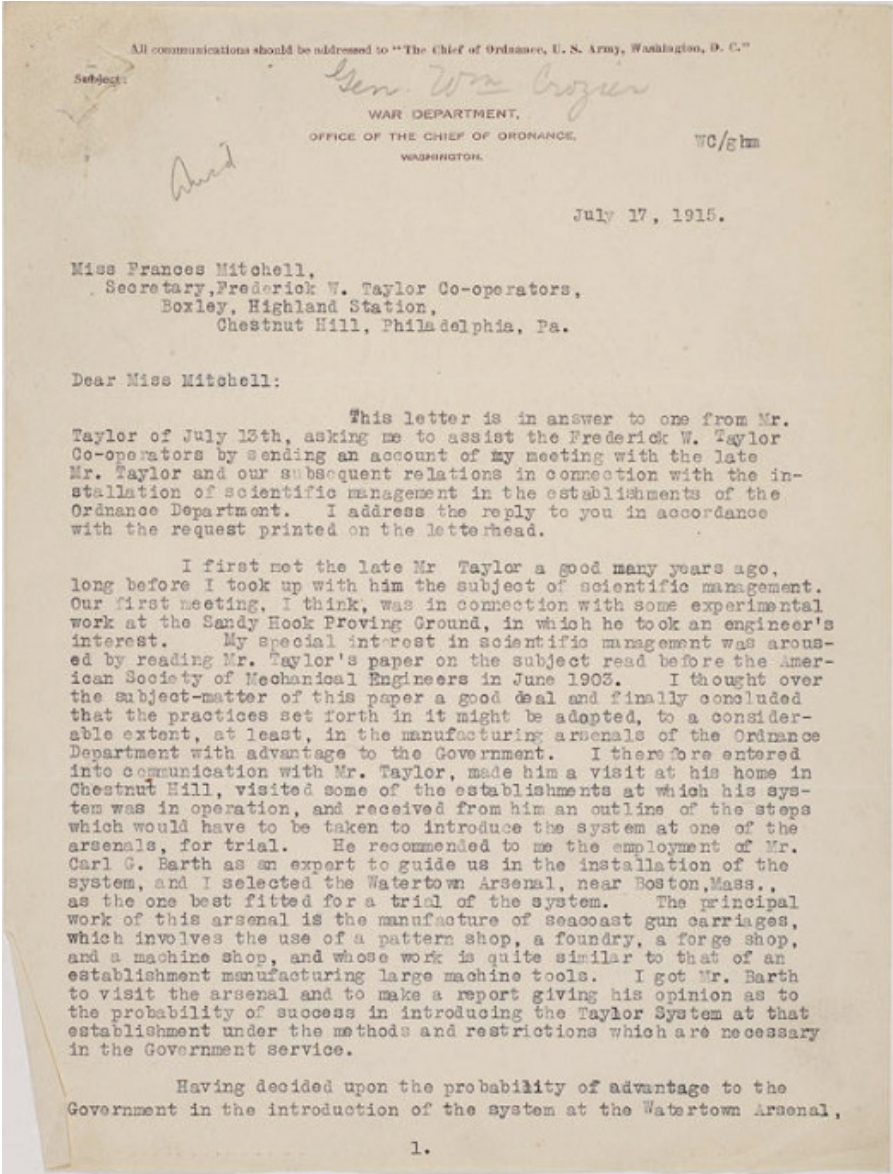 All communications should be addressed to "The Chief of Ordnance, U. S. Army, Washington, D. C."
Subject:
Gen. Wm Crozier
WAR DEPARTMENT,
OFFICE OF THE CHIEF OF ORDNANCE,
WASHINGTON.
WC/ghm
July 17, 1915.
Miss Frances Mitchell,
Secretary,Frederick W. Taylor Co-operators,
Boxley, Highland Station,
Chestnut Hill, Philadelphia, Pa.
Dear Miss Mitchell:
This letter is in answer to one from Mr.
Taylor of July 13th, asking me to assist the Frederick W. Taylor
Co-operators by sending an account of my meeting with the late
Mr. Taylor and our subsequent relations in connection with the in-
stallation of scientific management in the establishments of the
Ordnance Department. I address the reply to you in accordance
with the request printed on the letterhead.
I first met the late Mr Taylor a good many years ago,
long before I took up with him the subject of scientific management.
Our first meeting, I think, was in connection with some experimental
work at the Sandy Hook Proving Ground, in which he took an engineer's
interest. My special interest in scientific management was arous-
ed by reading Mr. Taylor's paper on the subject read before the Amer-
ican Society of Mechanical Engineers in June 1903. I thought over
the subject-matter of this paper a good deal and finally concluded
that the practices set forth in it might be adopted, to a consider-
able extent, at least, in the manufacturing arsenals of the Ordnance
Department with advantage to the Government. I therefore entered
into communication with Mr. Taylor, made him a visit at his home in
Chestnut Hill, visited some of the establishments at which his sys-
tem was in operation, and received from him an outline of the steps
which would have to be taken to introduce the system at one of the
arsenals, for trial. He recommended to me the employment of Mr.
Carl G. Barth as an expert to guide us in the installation of the
system, and I selected the Watertown Arsenal, near Boston,Mass.,
as the one best fitted for a trial of the system. The principal
work of this arsenal is the manufacture of seacoast gun carriages,
which involves the use of a pattern shop, a foundry, a forge shop,
and a machine shop, and whose work is quite similar to that of an
establishment manufacturing large machine tools. I got Mr. Barth
to visit the arsenal and to make a report giving his opinion as to
the probability of success in introducing the Taylor System at that
establishment under the methods and restrictions which are necessary
in the Government service.
Having decided upon the probability of advantage to the
Government in the introduction of the system at the Watertown Arsenal,
1.